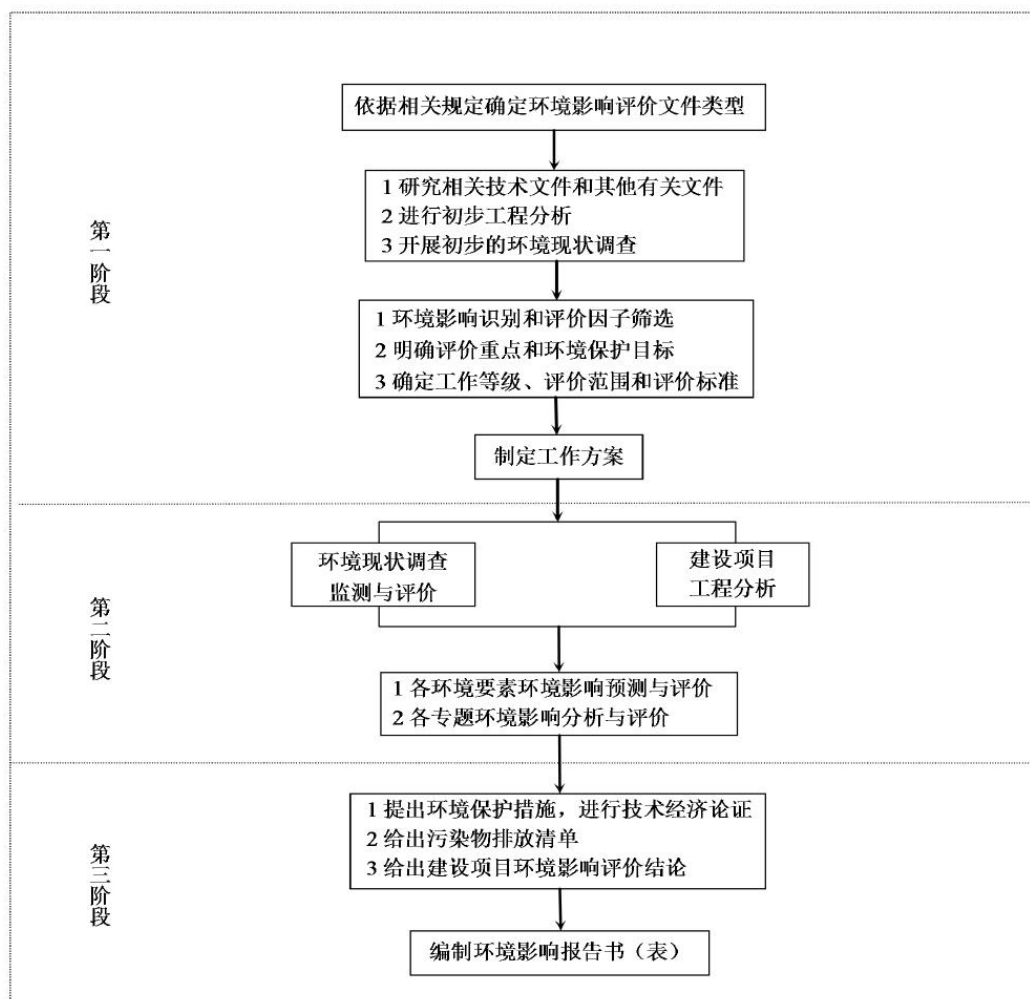 依据相关规定确定环境影响评价文件类型
1 研究相关技术文件和其他有关文件
2 进行初步工程分析
3 开展初步的环境现状调查
第一阶段
1 环境影响识别和评价因子筛选
2 明确评价重点和环境保护目标
3 确定工作等级、评价范围和评价标准
制定工作方案
环境现状调查
监测与评价
建设项目
工程分析
第二阶段
1 各环境要素环境影响预测与评价
2 各专题环境影响分析与评价
1 提出环境保护措施，进行技术经济论证
2 给出污染物排放清单
3 给出建设项目环境影响评价结论
第三阶段
编制环境影响报告书（表）